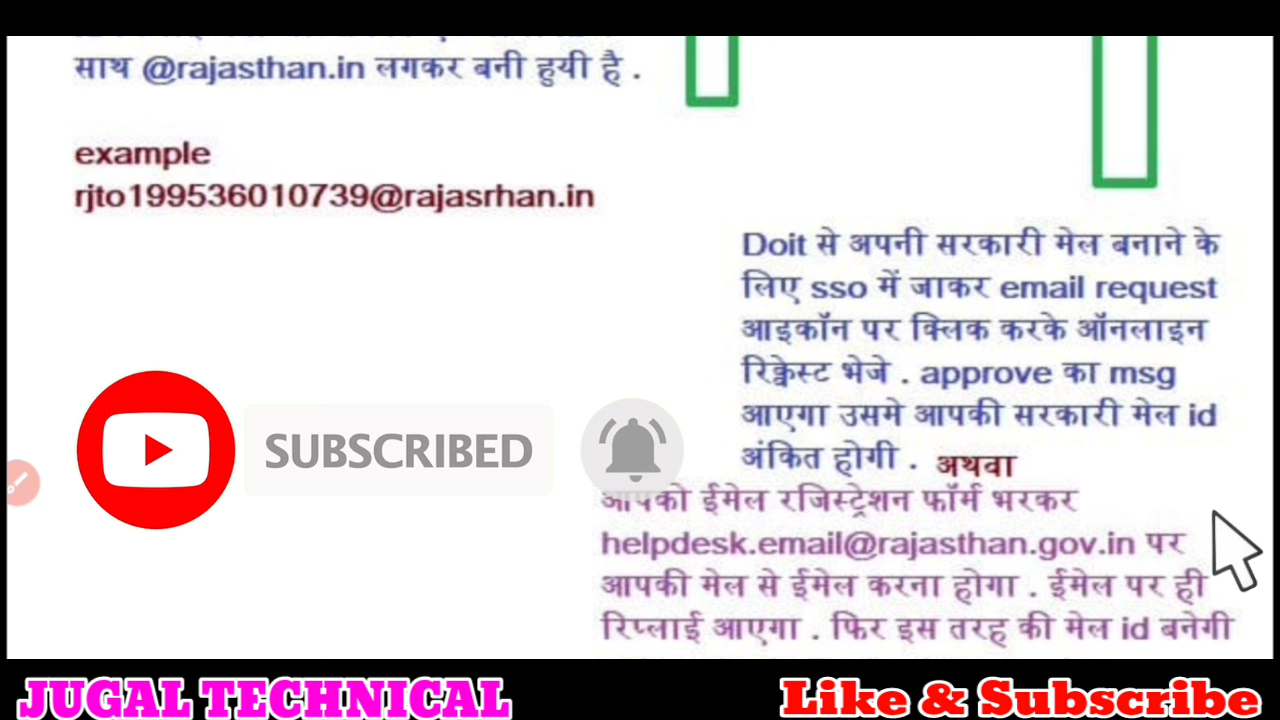 साथ @rajasthan.in लगकर बनी हुयी है .
example
rjto199536010739@rajasrhan.in
Doit से अपनी सरकारी मेल बनाने के
लिए sso में जाकर email request
आइकॉन पर क्लिक करके ऑनलाइन
रिक्वेस्ट भेजे . approve का msg
आएगा उसमे आपकी सरकारी मेल id
अंकित होगी . अथवा
आपको ईमेल रजिस्ट्रेशन फॉर्म भरकर
helpdesk.email@rajasthan.gov.in पर
आपकी मेल से ईमेल करना होगा . ईमेल पर ही
रिप्लाई आएगा . फिर इस तरह की मेल id बनेगी
SUBSCRIBED
JUGAL TECHNICAL
Like & Subscribe